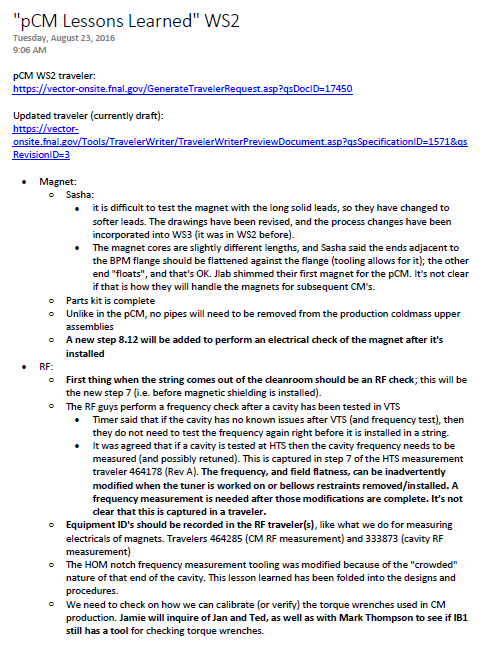 "pCM Lessons Learned" WS2
Tuesday, August 23, 2016
9:06 AM
pCM WS2 traveler:
https://vector-onsite.fnal.gov/GenerateTravelerRequest.asp?qsDocID=17450
Updated traveler (currently draft):
https://vector-
onsite.fnal.gov/Tools/TravelerWriter/TravelerWriterPreviewDocument.asp?qsSpecificationID=1571&qs
RevisionID=3
• Magnet:
o Sasha:
• it is difficult to test the magnet with the long solid leads, so they have changed to
softer leads. The drawings have been revised, and the process changes have been
incorporated into WS3 (it was in WS2 before).
• The magnet cores are slightly different lengths, and Sasha said the ends adjacent to
the BPM flange should be flattened against the flange (tooling allows for it); the other
end "floats", and that's OK. Jlab shimmed their first magnet for the pCM. It's not clear
if that is how they will handle the magnets for subsequent CM's.
o Parts kit is complete
o Unlike in the pCM, no pipes will need to be removed from the production coldmass upper
assemblies
o A new step 8.12 will be added to perform an electrical check of the magnet after it's
installed
• RF:
o First thing when the string comes out of the cleanroom should be an RF check; this will be
the new step 7 (i.e. before magnetic shielding is installed).
o The RF guys perform a frequency check after a cavity has been tested in VTS
• Timer said that if the cavity has no known issues after VTS (and frequency test), then
they do not need to test the frequency again right before it is installed in a string.
• It was agreed that if a cavity is tested at HTS then the cavity frequency needs to be
measured (and possibly retuned). This is captured in step 7 of the HTS measurement
traveler 464178 (Rev A). The frequency, and field flatness, can be inadvertently
modified when the tuner is worked on or bellows restraints removed/installed. A
frequency measurement is needed after those modifications are complete. It's not
clear that this is captured in a traveler.
o Equipment ID's should be recorded in the RF traveler(s), like what we do for measuring
electricals of magnets. Travelers 464285 (CM RF measurement) and 333873 (cavity RF
measurement)
o The HOM notch frequency measurement tooling was modified because of the "crowded"
nature of that end of the cavity. This lesson learned has been folded into the designs and
procedures.
o We need to check on how we can calibrate (or verify) the torque wrenches used in CM
production. Jamie will inquire of Jan and Ted, as well as with Mark Thompson to see if IB1
still has a tool for checking torque wrenches.